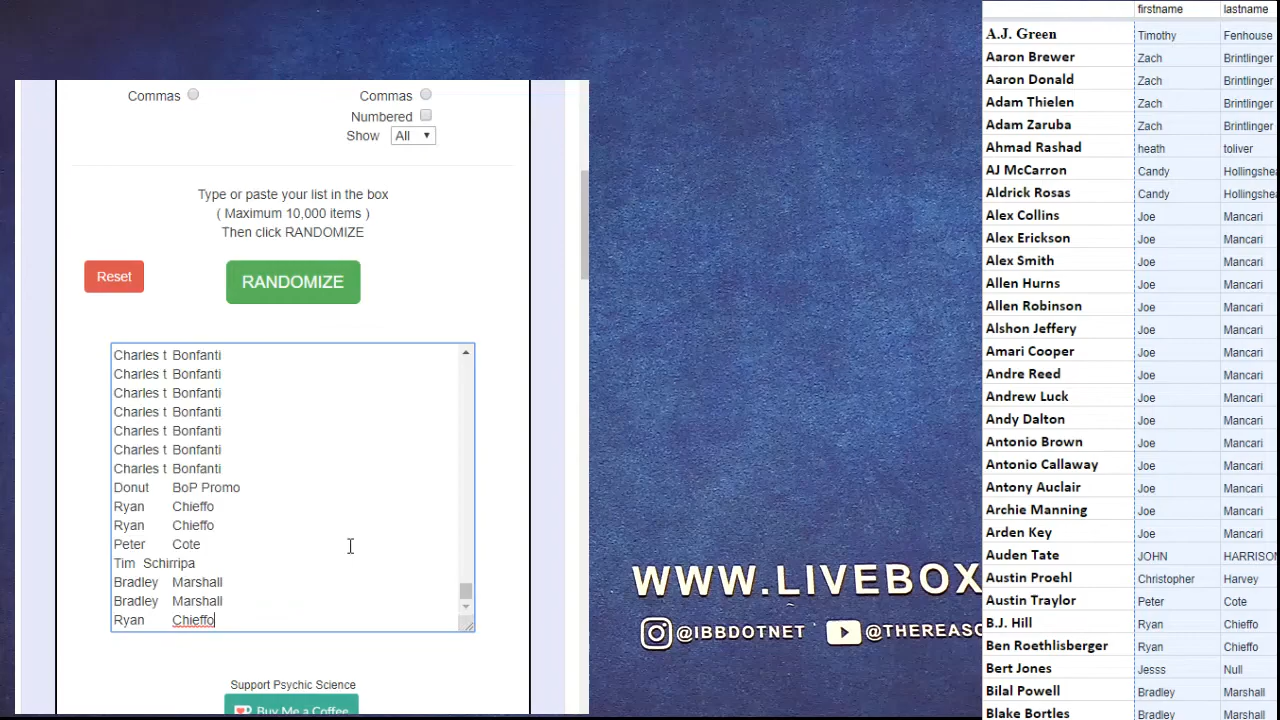 Commas
Commas
Numbered
Show All
Type or paste your list in the box
( Maximum 10,000 items )
Then click RANDOMIZE
Reset
RANDOMIZE
Charles t Bonfanti
Charles t Bonfanti
Charles t Bonfanti
Charles t Bonfanti
Charles t Bonfanti
Charles t Bonfanti
Charles t Bonfanti
Donut BoP Promo
Ryan Chieffo
Ryan Chieffo
Peter Cote
Tim Schirripa
Bradley Marshall
Bradley Marshall
Ryan Chieffo
Support Psychic Science
Buy Me a Coffee
WWW.LIVEBOX
@IBBDOTNET @THEREASO
firstname lastname
A.J. Green Timothy Fenhouse
Aaron Brewer Zach Brintlinger
Aaron Donald Zach Brintlinger
Adam Thielen Zach Brintlinger
Adam Zaruba Zach Brintlinger
Ahmad Rashad heath toliver
AJ McCarron Candy Hollingshea
Aldrick Rosas Candy Hollingshea
Alex Collins Joe Mancari
Alex Erickson Joe Mancari
Alex Smith Joe Mancari
Allen Hurns Joe Mancari
Allen Robinson Joe Mancari
Alshon Jeffery Joe Mancari
Amari Cooper Joe Mancari
Andre Reed Joe Mancari
Andrew Luck Joe Mancari
Andy Dalton Joe Mancari
Antonio Brown Joe Mancari
Antonio Callaway Joe Mancari
Antony Auclair Joe Mancari
Archie Manning Joe Mancari
Arden Key Joe Mancari
Auden Tate JOHN HARRISON
Austin Proehl Christopher Harvey
Austin Traylor Peter Cote
B.J. Hill Ryan Chieffo
Ben Roethlisberger Ryan Chieffo
Bert Jones Jesss Null
Bilal Powell Bradley Marshall
Blake Bortles Bradley Marshall